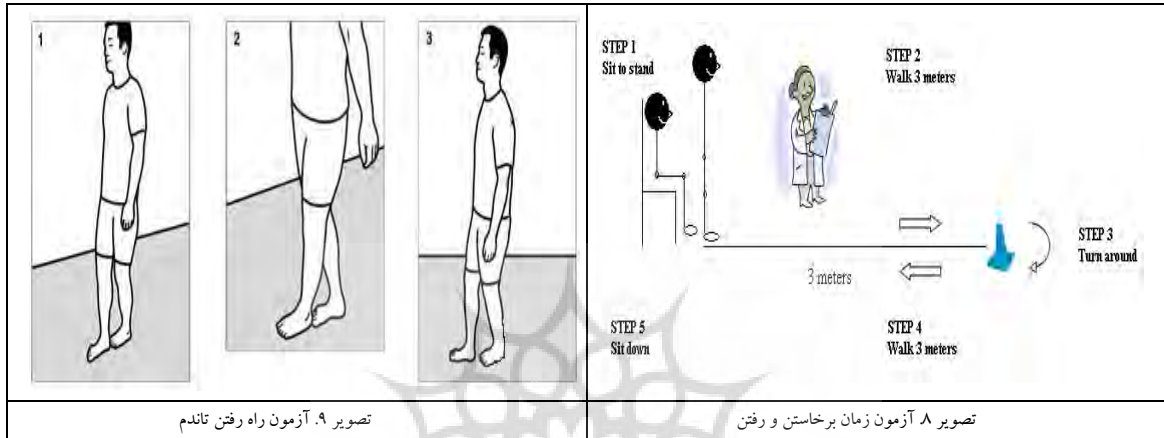 1
2
3
STEP 1
Sit to stand
STEP 2
Walk 3 meters
STEP 3
Turn around
3 meters
STEP 5
Sit down
STEP 4
Walk 3 meters
تصویر ۸. آزمون زمان برخاستن و رفتن
تصویر ۹. آزمون راه رفتن تاندم